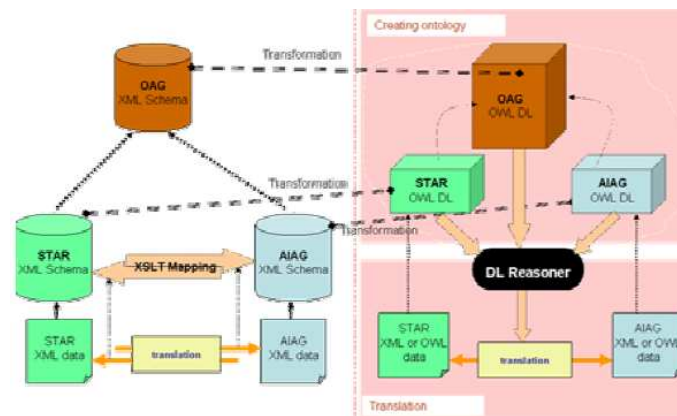 Creating ontology
Transformation
OAG
XML Schema
OAG
OWL DL
Transformation
STAR
OWL DL
AIAG
OWL DL
Transformation
STAR
XML Schema
XSLT Mapping
AIAG
XML Schema
DL Reasoner
STAR
XML data
translation
AIAG
XML data
STAR
XML or OWL
data
translation
AIAG
XML or OWL
data
Translation